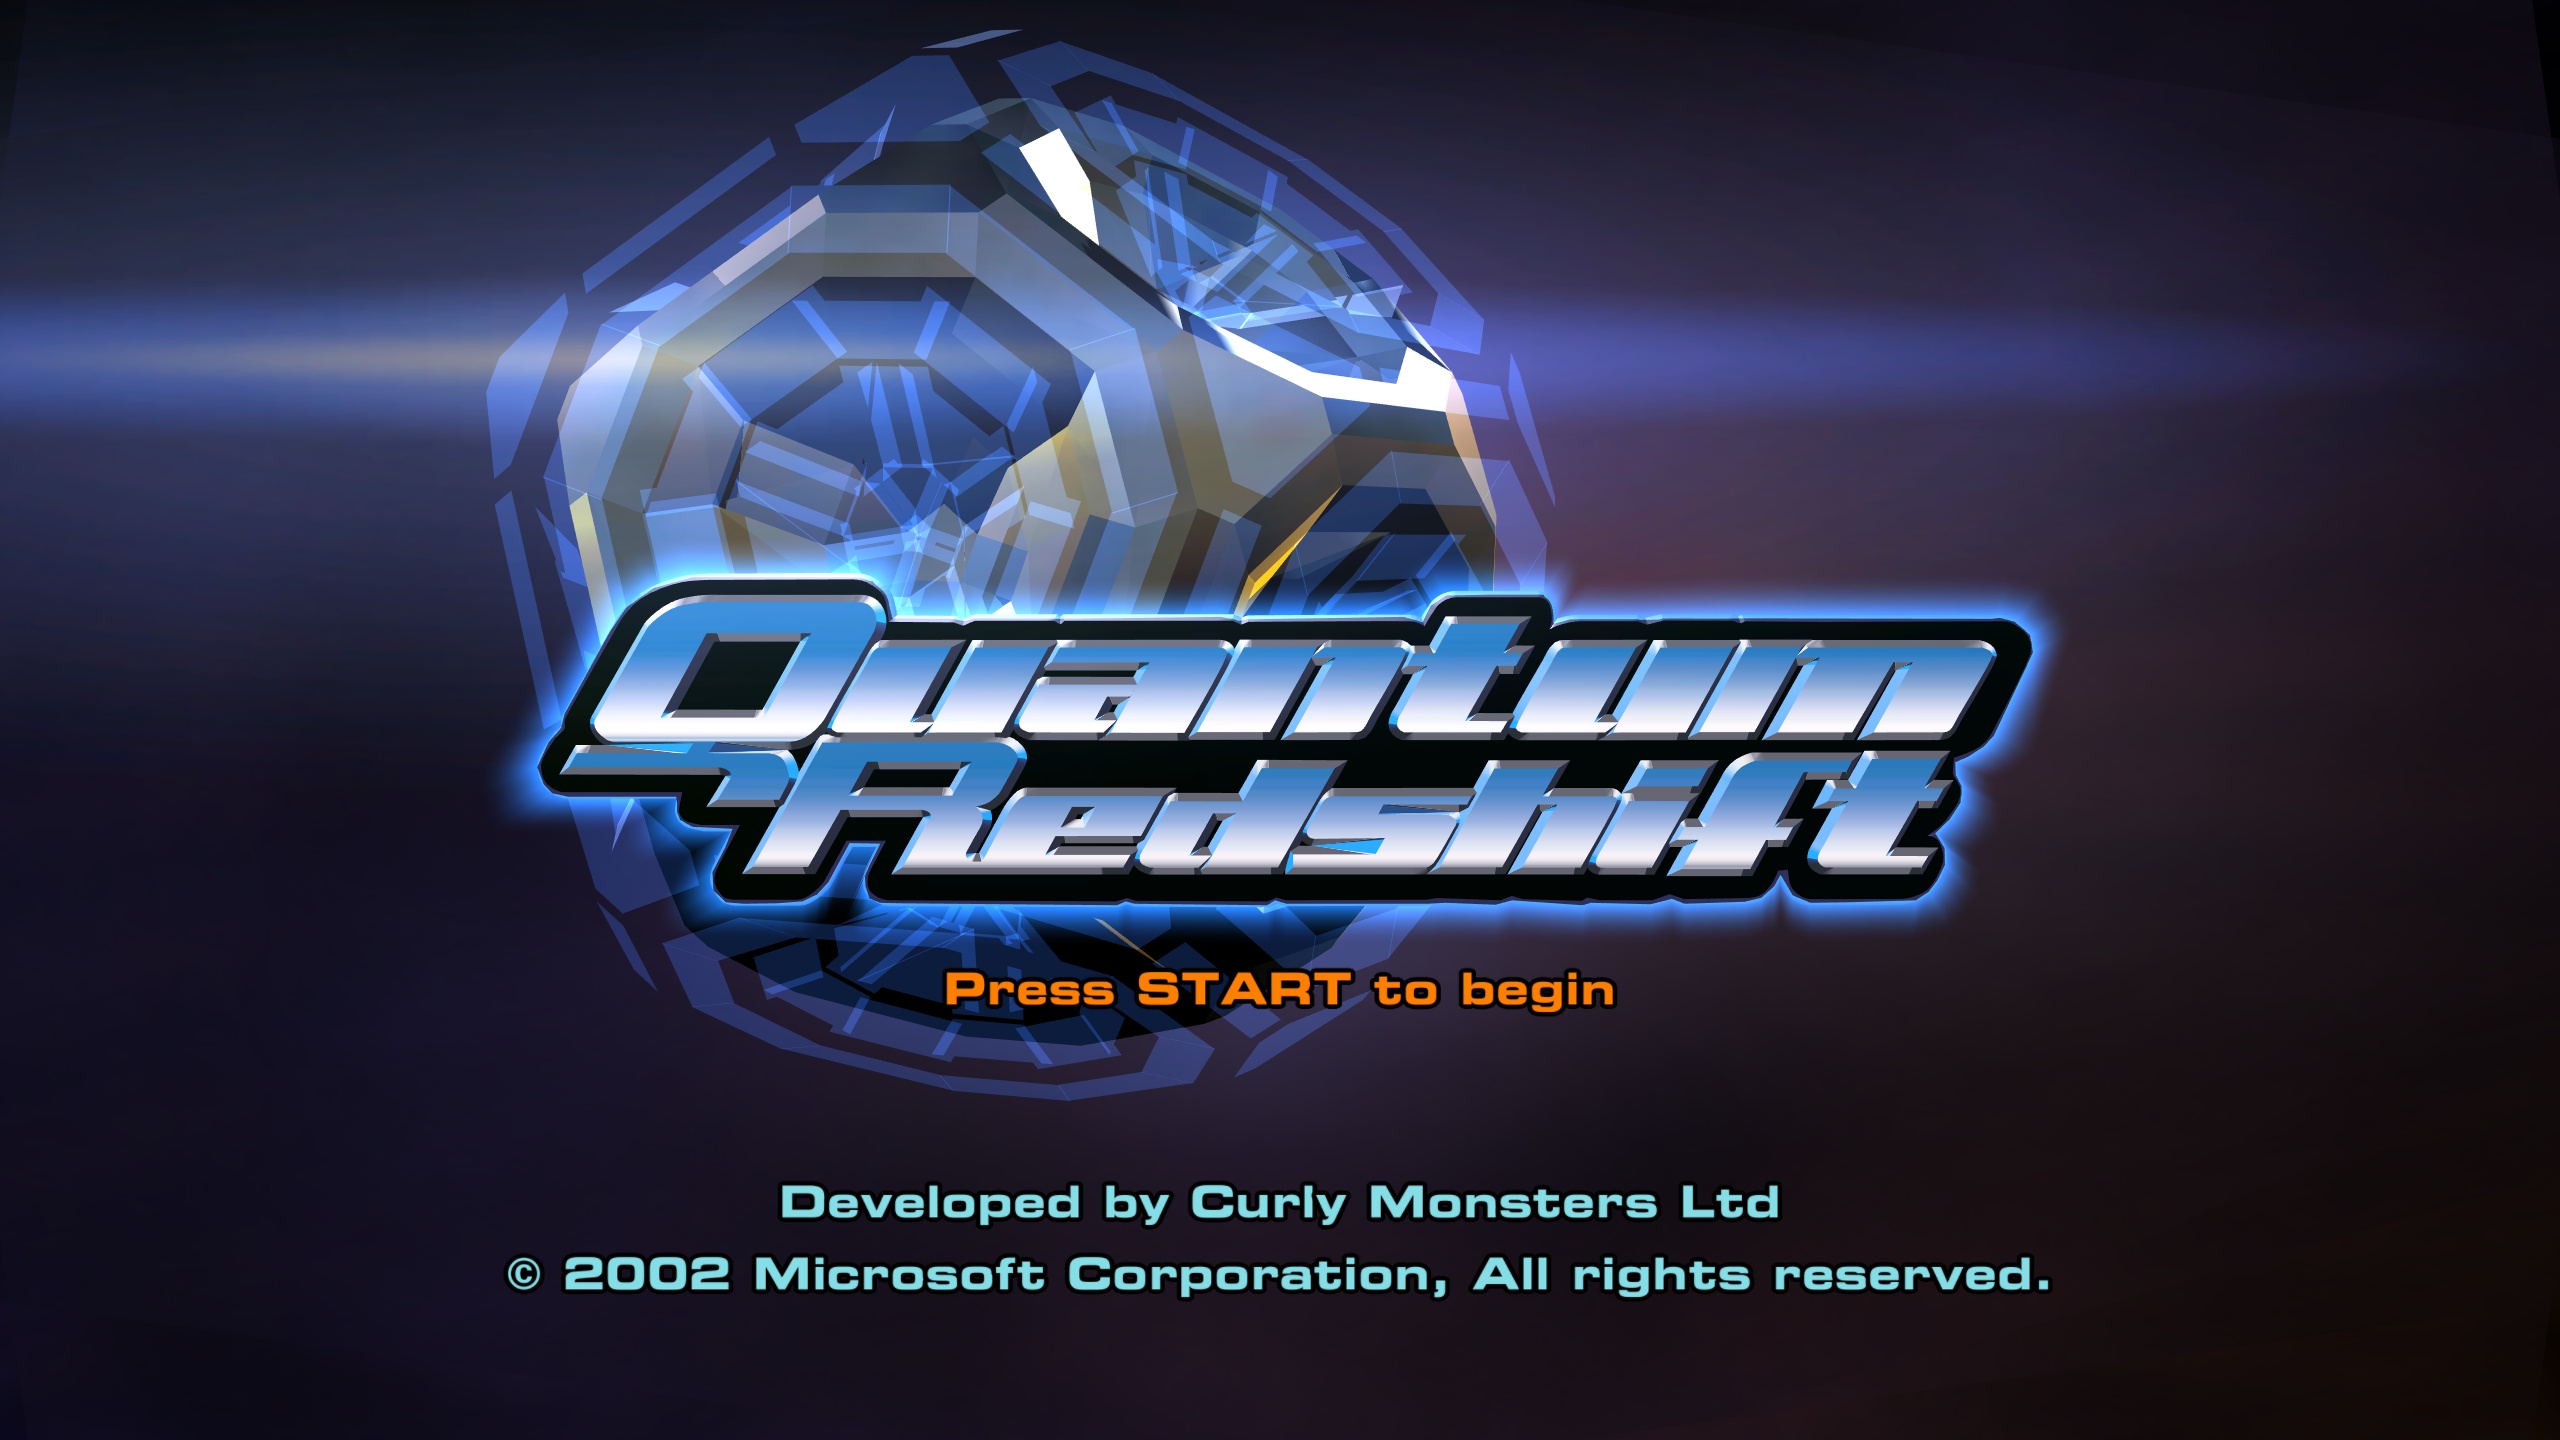 Quantum
Redshift
Press START to begin
Developed by Curly Monsters Ltd
© 2002 Microsoft Corporation, All rights reserved.